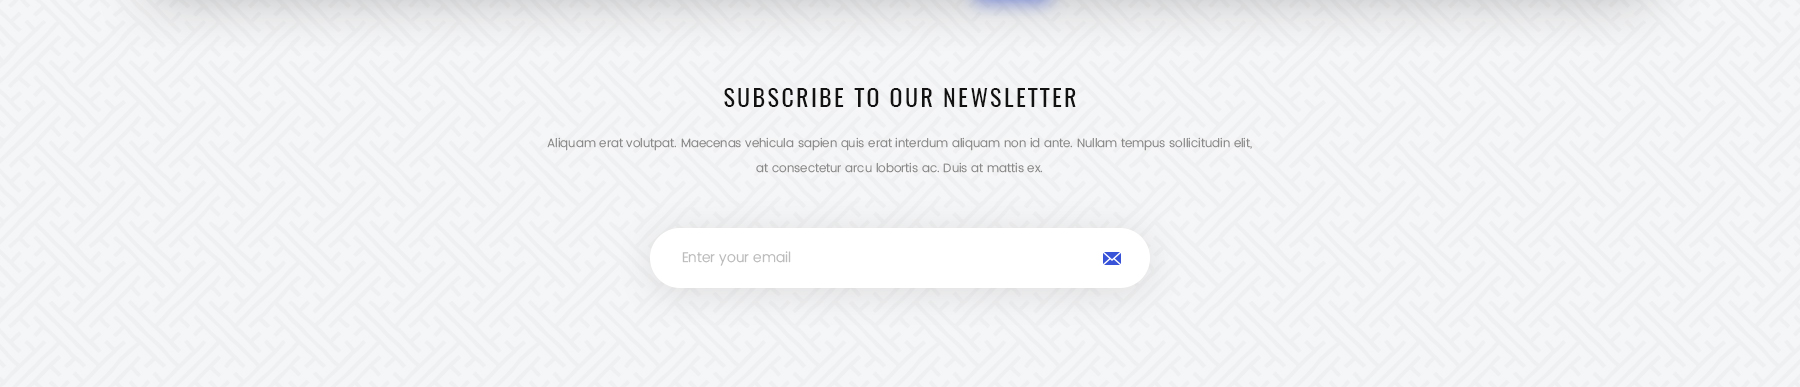 SUBSCRIBE TO OUR NEWSLETTER
Aliquam erat volutpat. Maecenas vehicula sapien quis erat interdum aliquam non id ante. Nullam tempus sollicitudin elit,
at consectetur arcu lobortis ac. Duis at mattis ex.
Enter your email